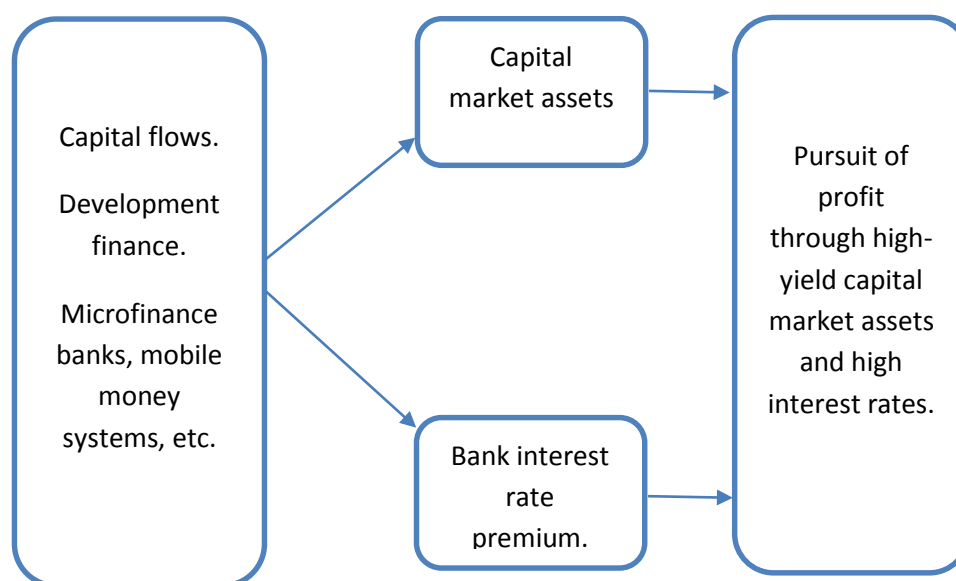 Capital flows.
Development
finance.
Microfinance
banks, mobile
money
systems, etc.
Capital
market assets
Bank interest
rate
premium.
Pursuit of
profit
through high-
yield capital
market assets
and high
interest rates.